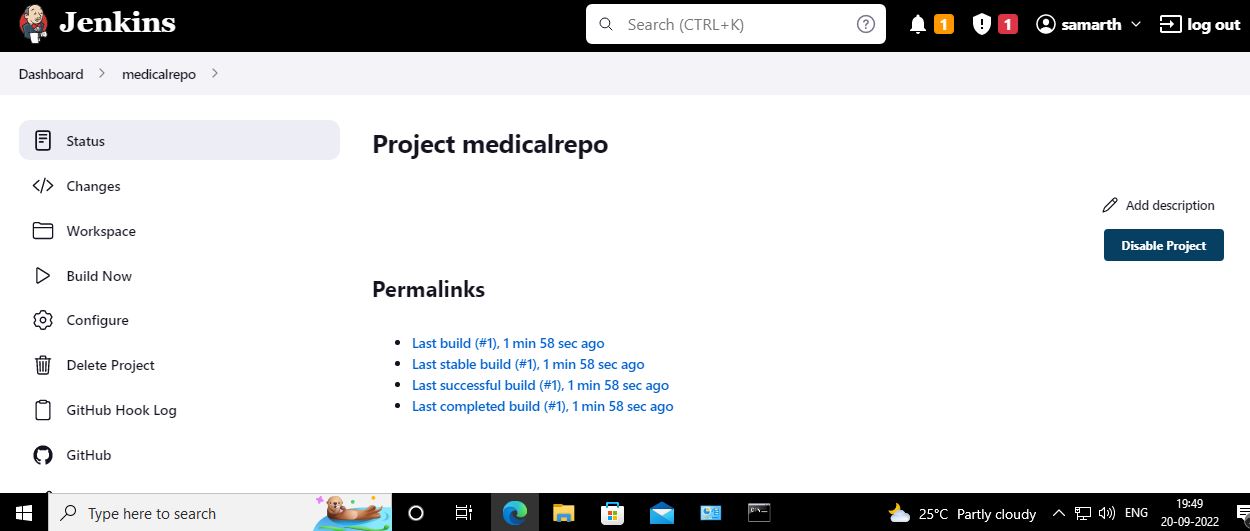 Jenkins
Search (CTRL+K)
1
1
samarth
log out
Dashboard
medicalrepo
Status
Changes
Workspace
Build Now
Configure
Delete Project
GitHub Hook Log
GitHub
Project medicalrepo
Add description
Disable Project
Permalinks
Last build (#1), 1 min 58 sec ago
Last stable build (#1), 1 min 58 sec ago
Last successful build (#1), 1 min 58 sec ago
Last completed build (#1), 1 min 58 sec ago
Type here to search
25°C Partly cloudy
ENG
19:49
20-09-2022